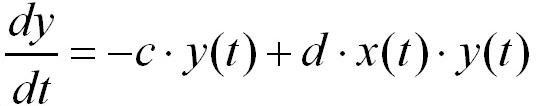 dy/dt = −c · y(t) + d · x(t) · y(t)